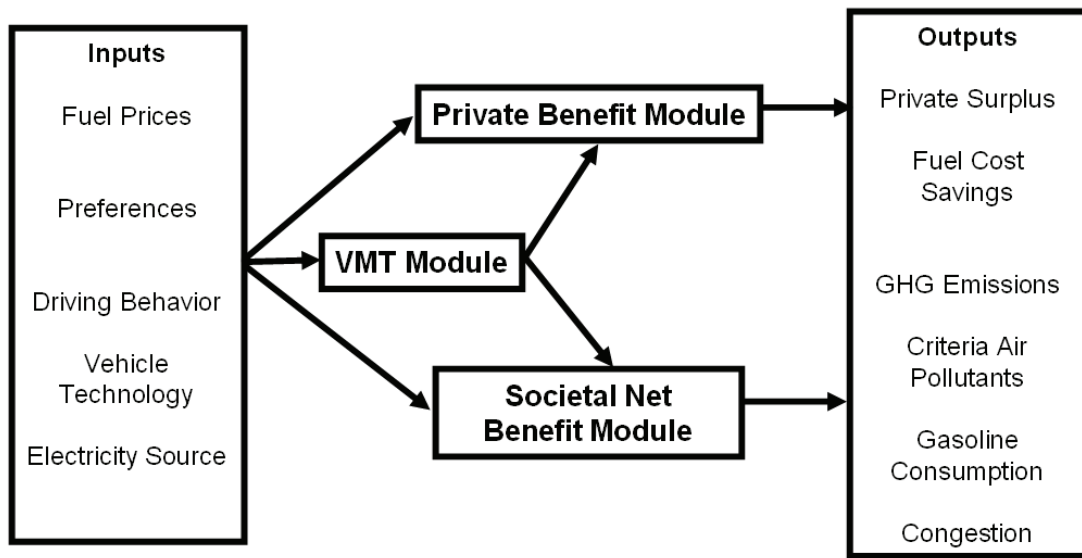 Inputs
Fuel Prices
Preferences
Driving Behavior
Vehicle
Technology
Electricity Source
Private Benefit Module
VMT Module
Societal Net
Benefit Module
Outputs
Private Surplus
Fuel Cost
Savings
GHG Emissions
Criteria Air
Pollutants
Gasoline
Consumption
Congestion